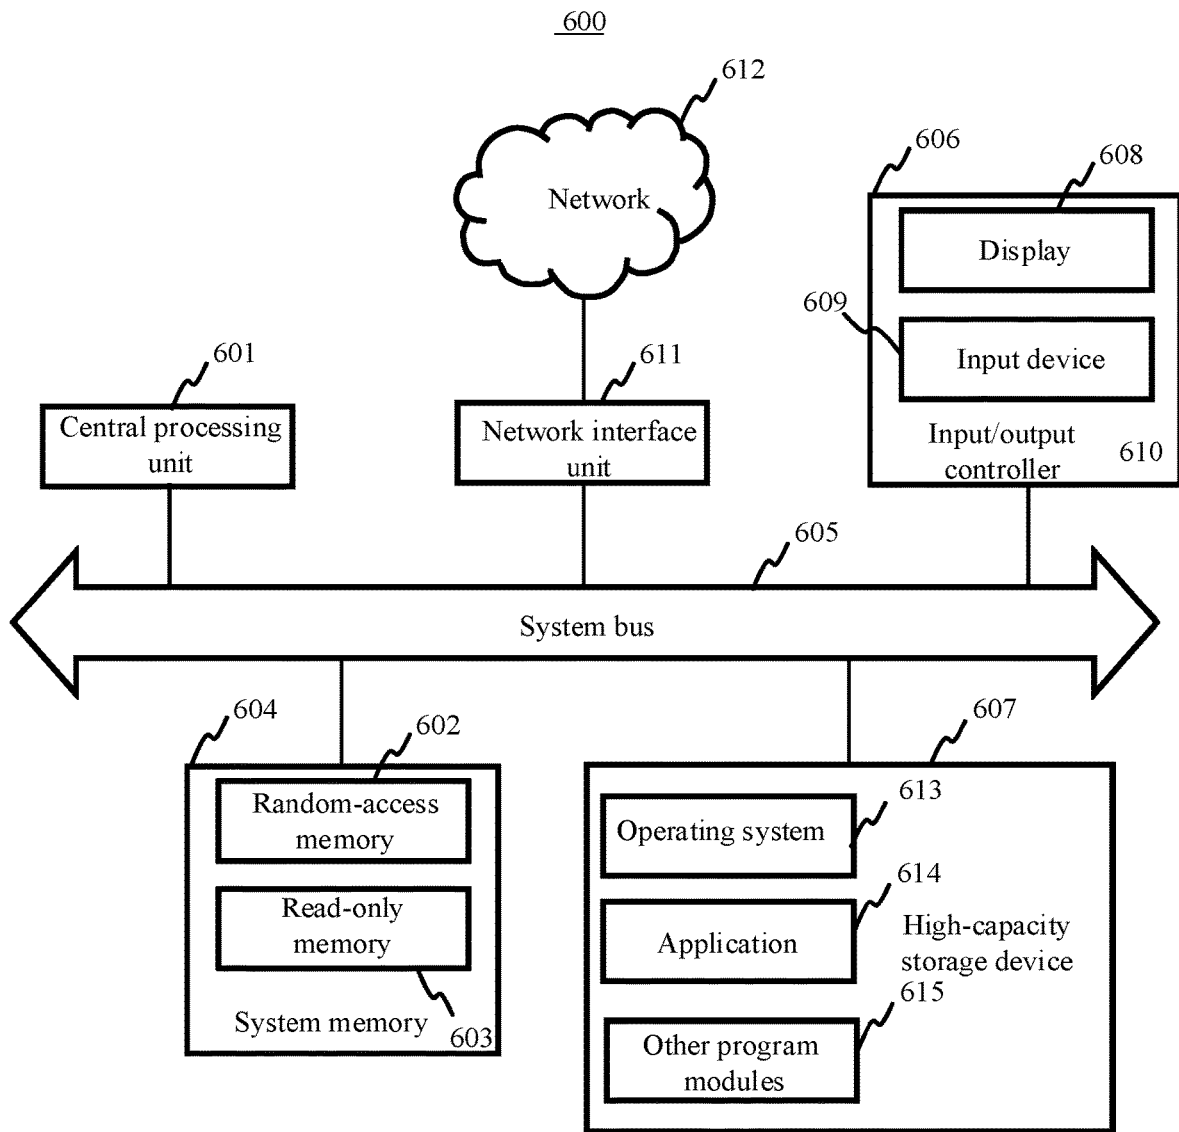 600
612
Network
606
608
Display
609
Input device
Input/output
controller
610
601
Central processing
unit
611
Network interface
unit
605
System bus
604
602
Random-access
memory
Read-only
memory
System memory
603
607
613
Operating system
614
Application
High-capacity
storage device
615
Other program
modules